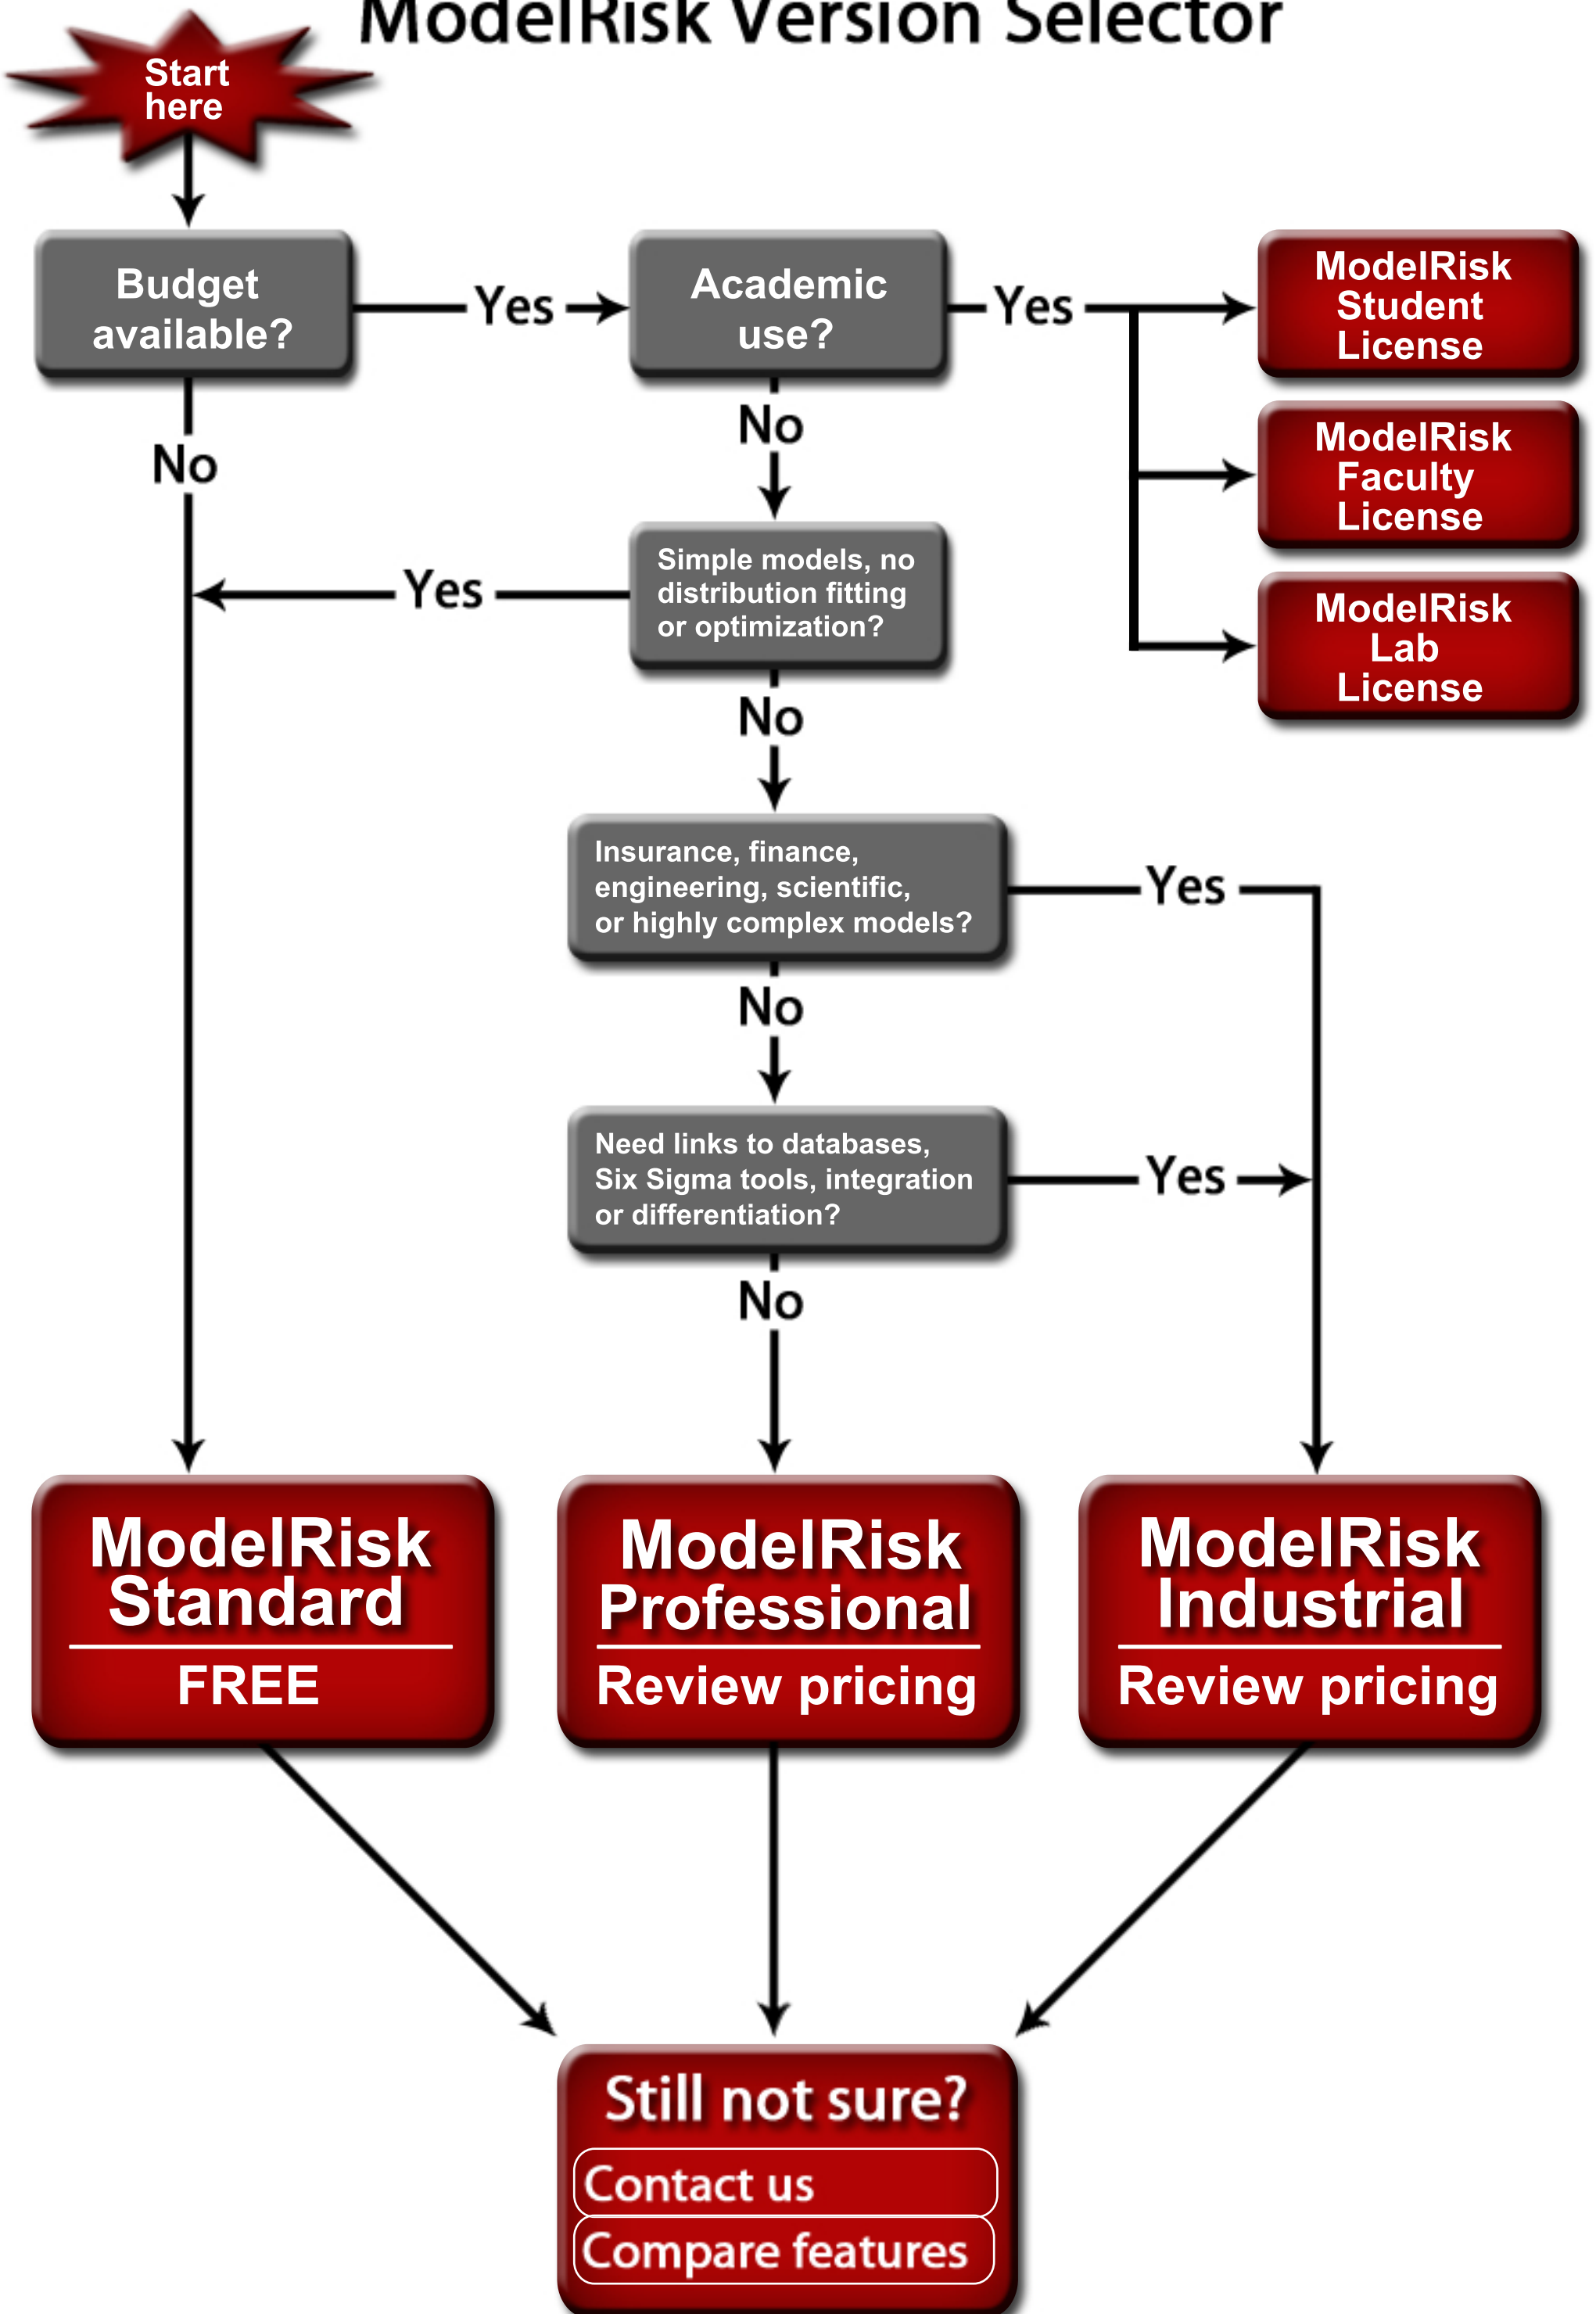 ModelRisk Version Selector
Start
here
Budget
available?
Yes
Academic
use?
Yes
ModelRisk
Student
License
No
No
ModelRisk
Faculty
License
Simple models, no
distribution fitting
or optimization?
Yes
ModelRisk
Lab
License
No
Insurance, finance,
engineering, scientific,
or highly complex models?
Yes
No
Need links to databases,
Six Sigma tools, integration
or differentiation?
Yes
No
ModelRisk
Standard
FREE
ModelRisk
Professional
Review pricing
ModelRisk
Industrial
Review pricing
Still not sure?
Contact us
Compare features